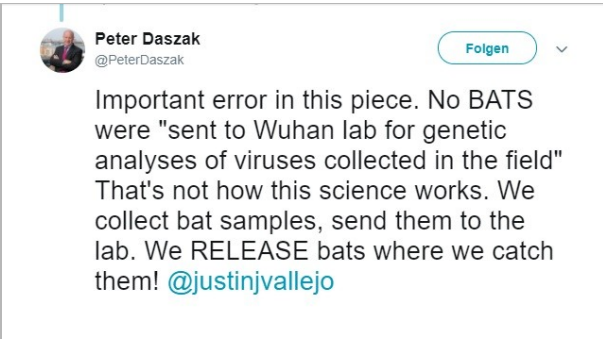 Peter Daszak
@PeterDaszak
Folgen
Important error in this piece. No BATS
were "sent to Wuhan lab for genetic
analyses of viruses collected in the field"
That's not how this science works. We
collect bat samples, send them to the
lab. We RELEASE bats where we catch
them! @justinjvallejo